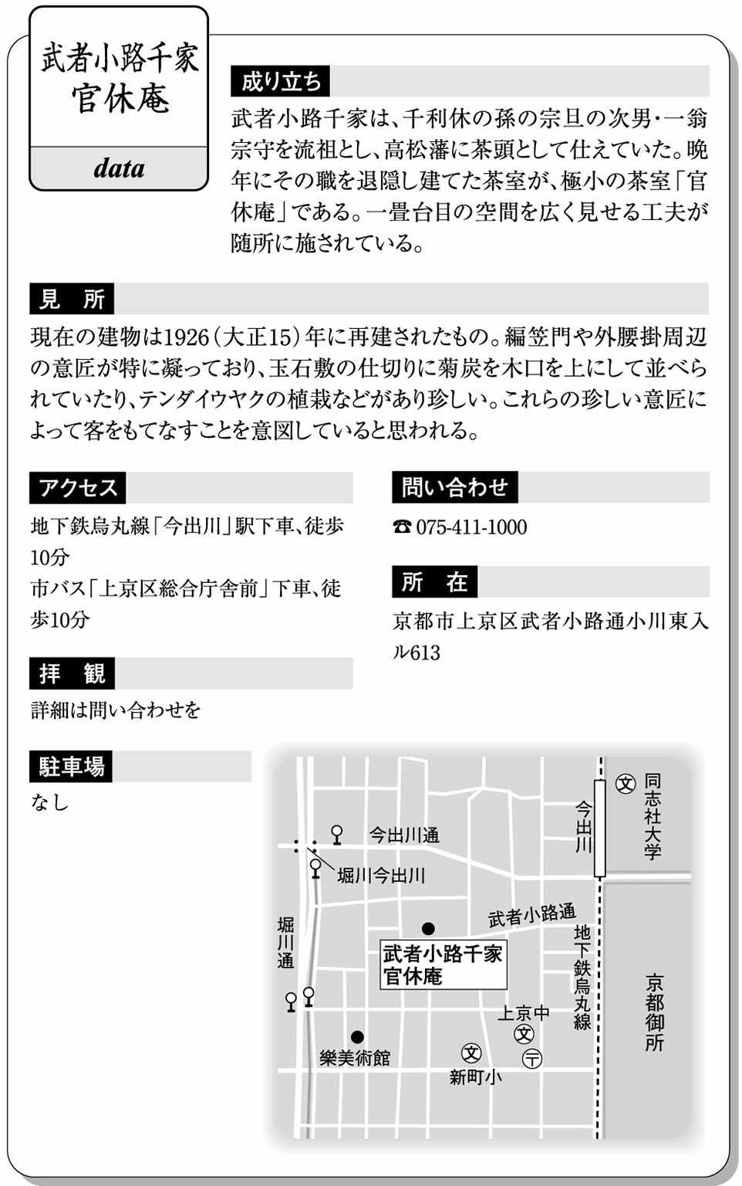 武者小路千家
官休庵
data
成り立ち
武者小路千家は、千利休の孫の宗旦の次男・一翁
宗守を流祖とし、高松藩に茶頭として仕えていた。晩
年にその職を退隠し建てた茶室が、極小の茶室「官
休庵」である。一畳台目の空間を広く見せる工夫が
随所に施されている。
見 所
現在の建物は1926（大正15）年に再建されたもの。編笠門や外腰掛周辺
の意匠が特に凝っており、玉石敷の仕切りに菊炭を木口を上にして並べら
れていたり、テンダイウヤクの植栽などがあり珍しい。これらの珍しい意匠に
よって客をもてなすことを意図していると思われる。
アクセス
地下鉄烏丸線「今出川」駅下車、徒歩
10分
市バス「上京区総合庁舎前」下車、徒
歩10分
問い合わせ
☎075-411-1000
所 在
京都市上京区武者小路通小川東入
ル613
拝 観
詳細は問い合わせを
駐車場
なし
文
同志社大学
今出川
今出川通
堀川今出川
堀川通
武者小路通
武者小路千家
官休庵
地下鉄烏丸線
京都御所
上京中
文
〒
樂美術館
文
新町小